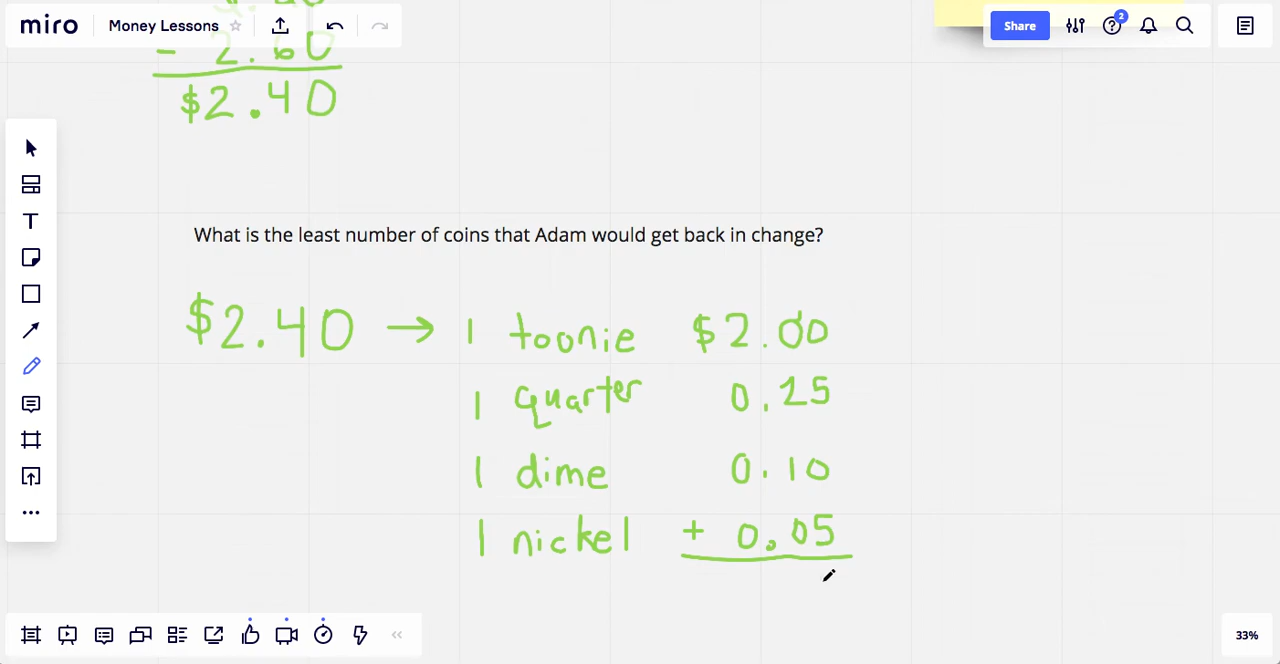 miro Money Lessons
Share 2
- 2.60
$2.40
What is the least number of coins that Adam would get back in change?
$2.40 → 1 toonie $2.00
1 quarter 0.25
1 dime 0.10
1 nickel + 0.05
T
33%